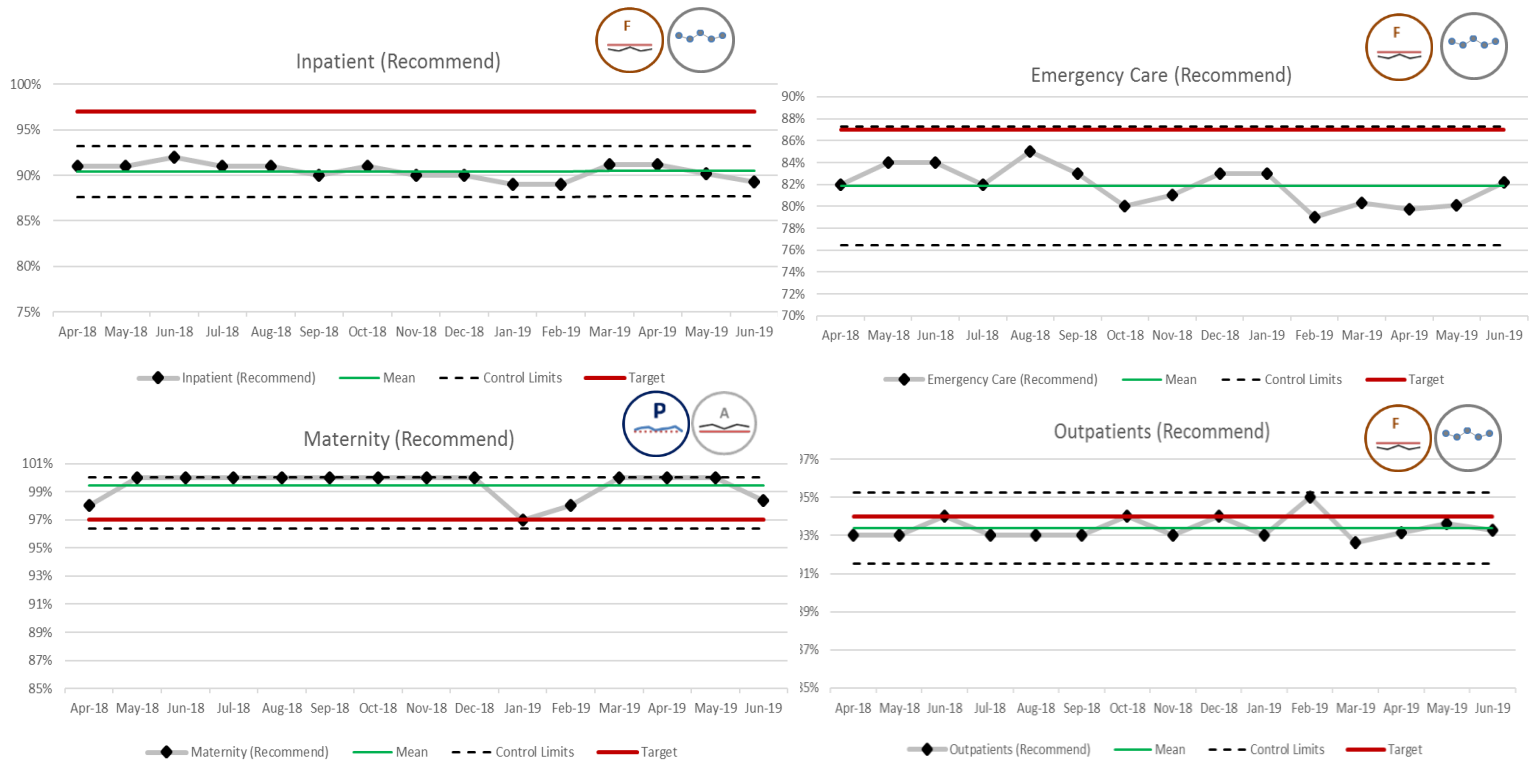 Inpatient (Recommend)
F
100%
95%
90%
85%
80%
75%
Apr-18 May-18 Jun-18 Jul-18 Aug-18 Sep-18 Oct-18 Nov-18 Dec-18 Jan-19 Feb-19 Mar-19 Apr-19 May-19 Jun-19
Inpatient (Recommend) Mean Control Limits Target
Emergency Care (Recommend)
F
90%
88%
86%
84%
82%
80%
78%
76%
74%
72%
70%
Apr-18 May-18 Jun-18 Jul-18 Aug-18 Sep-18 Oct-18 Nov-18 Dec-18 Jan-19 Feb-19 Mar-19 Apr-19 May-19 Jun-19
Emergency Care (Recommend) Mean Control Limits Target
Maternity (Recommend)
P A
101%
99%
97%
95%
93%
91%
89%
87%
85%
Apr-18 May-18 Jun-18 Jul-18 Aug-18 Sep-18 Oct-18 Nov-18 Dec-18 Jan-19 Feb-19 Mar-19 Apr-19 May-19 Jun-19
Maternity (Recommend) Mean Control Limits Target
Outpatients (Recommend)
F
95%
93%
91%
89%
Apr-18 May-18 Jun-18 Jul-18 Aug-18 Sep-18 Oct-18 Nov-18 Dec-18 Jan-19 Feb-19 Mar-19 Apr-19 May-19 Jun-19
Outpatients (Recommend) Mean Control Limits Target